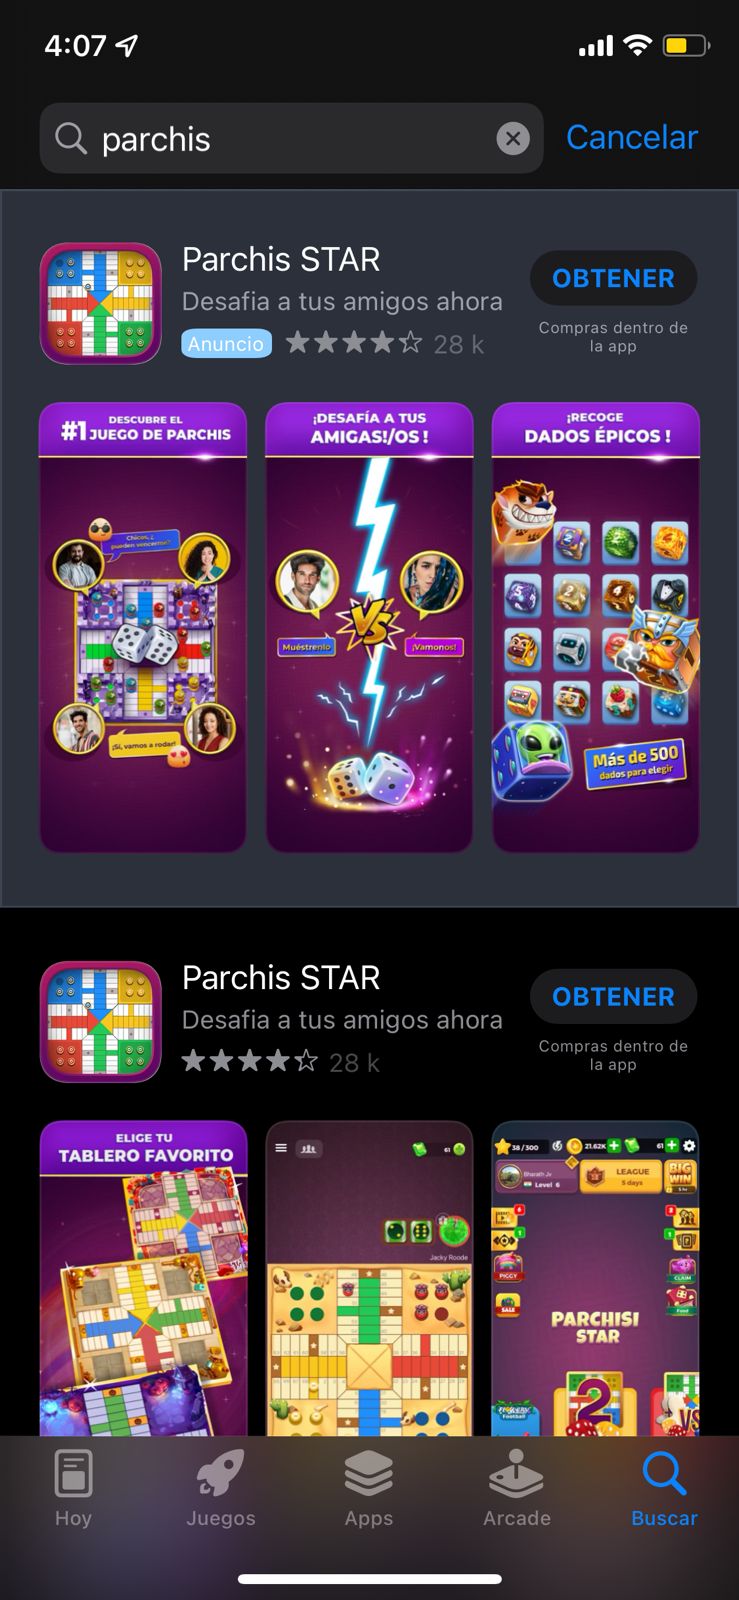 4:07
parchis
Cancelar
Parchis STAR
Desafia a tus amigos ahora
Anuncio
28 k
OBTENER
Compras dentro de
la app
DESCUBRE EL
#1 JUEGO DE PARCHIS
Chicos, ¿
pueden vencerme?
¡Sí, vamos a rodar!
¡DESAFÍA A TUS
AMIGAS!/OS !
VS
Muéstrenlo
¡Vamonos!
¡RECOGE
DADOS ÉPICOS !
Más de 500
dados para elegir
Parchis STAR
Desafia a tus amigos ahora
28 k
OBTENER
Compras dentro de
la app
ELIGE TU
TABLERO FAVORITO
61
Jacky Roode
38 / 300
21.62K
61
Bharath Jv
Level 6
LEAGUE
5 days
BIG
WIN
PIGGY
SALE
CLAIM
PARCHISI
STAR
2
Football
VS
Hoy
Juegos
Apps
Arcade
Buscar